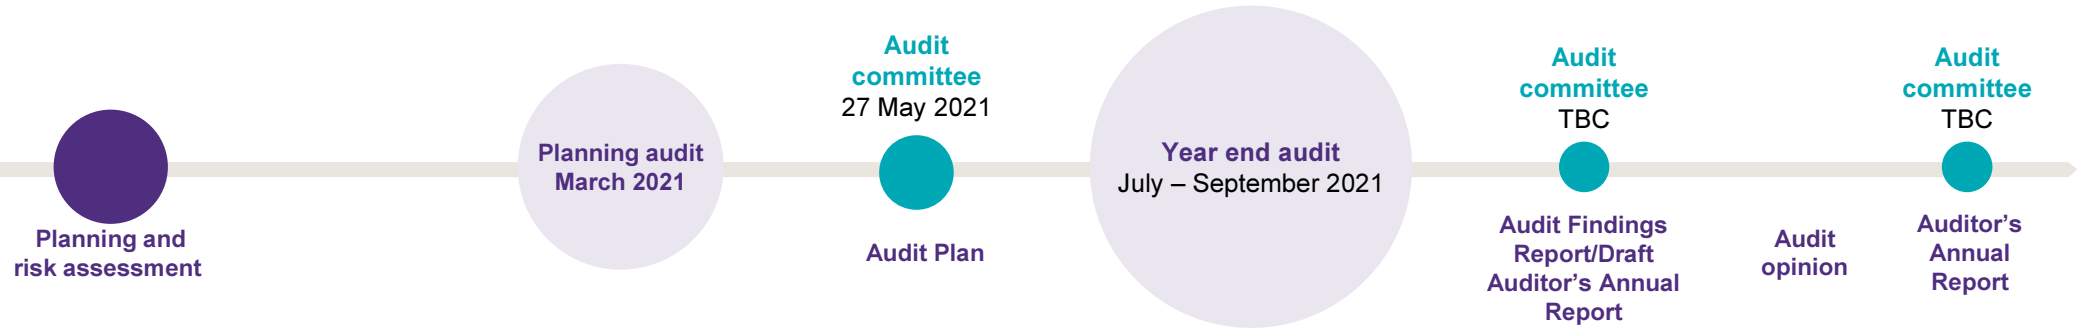 Planning and
risk assessment
Planning audit
March 2021
Audit
committee
27 May 2021
Audit Plan
Year end audit
July – September 2021
Audit
committee
TBC
Audit Findings
Report/Draft
Auditor’s Annual
Report
Audit
opinion
Audit
committee
TBC
Auditor’s
Annual
Report